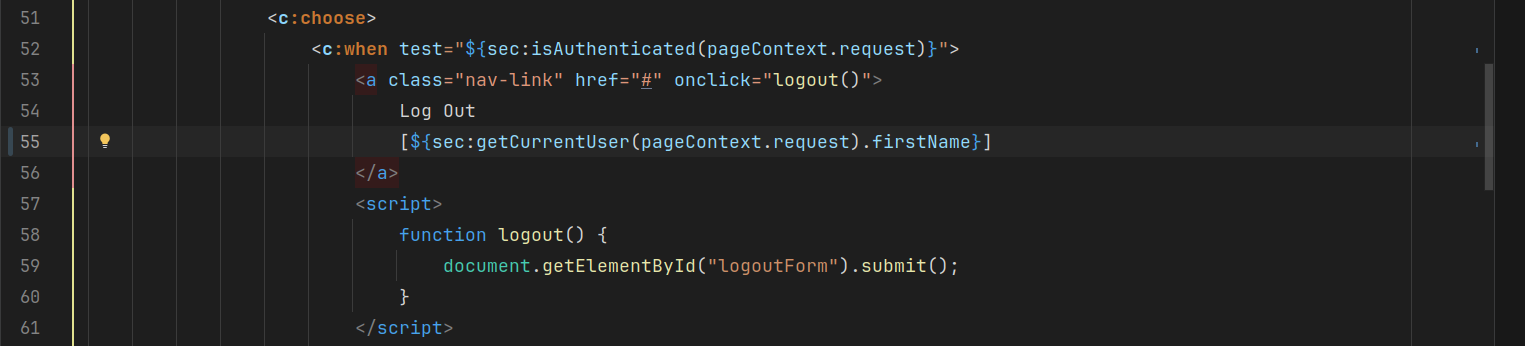 51 <c:choose>
52 <c:when test="${sec:isAuthenticated(pageContext.request)}">
53 <a class="nav-link" href="#" onclick="logout()">
54 Log Out
55 [${sec:getCurrentUser(pageContext.request).firstName}]
56 </a>
57 <script>
58 function logout() {
59 document.getElementById("logoutForm").submit();
60 }
61 </script>